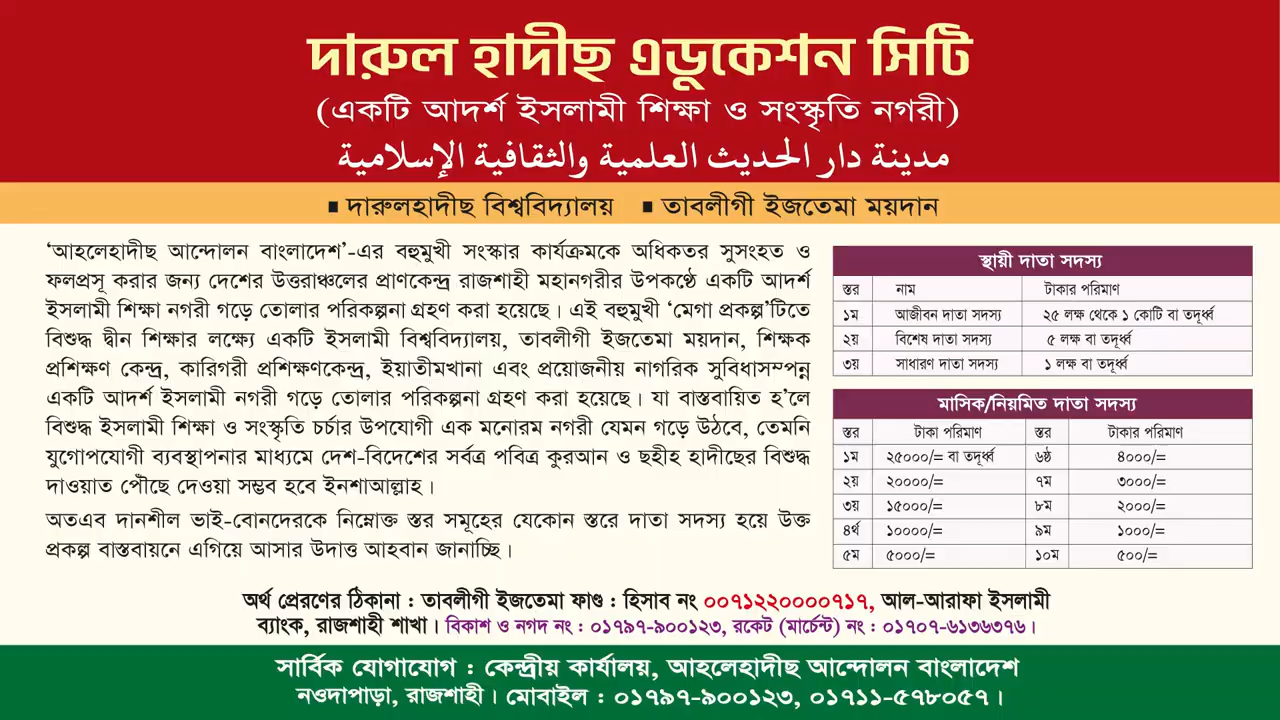 দারুল হাদীছ এডুকেশন সিটি
(একটি আদর্শ ইসলামী শিক্ষা ও সংস্কৃতি নগরী)
مدينة دار الحديث العلمية والثقافية الإسلامية
■ দারুলহাদীছ বিশ্ববিদ্যালয় ■ তাবলীগী ইজতেমা ময়দান
‘আহলেহাদীছ আন্দোলন বাংলাদেশ’-এর বহুমুখী সংস্কার কার্যক্রমকে অধিকতর সুসংহত ও
ফলপ্রসূ করার জন্য দেশের উত্তরাঞ্চলের প্রাণকেন্দ্র রাজশাহী মহানগরীর উপকণ্ঠে একটি আদর্শ
ইসলামী শিক্ষা নগরী গড়ে তোলার পরিকল্পনা গ্রহণ করা হয়েছে। এই বহুমুখী ‘মেগা প্রকল্প’টিতে
বিশুদ্ধ দ্বীন শিক্ষার লক্ষ্যে একটি ইসলামী বিশ্ববিদ্যালয়, তাবলীগী ইজতেমা ময়দান, শিক্ষক
প্রশিক্ষণ কেন্দ্র, কারিগরী প্রশিক্ষণকেন্দ্র, ইয়াতীমখানা এবং প্রয়োজনীয় নাগরিক সুবিধাসম্পন্ন
একটি আদর্শ ইসলামী নগরী গড়ে তোলার পরিকল্পনা গ্রহণ করা হয়েছে। যা বাস্তবায়িত হ’লে
বিশুদ্ধ ইসলামী শিক্ষা ও সংস্কৃতি চর্চার উপযোগী এক মনোরম নগরী যেমন গড়ে উঠবে, তেমনি
যুগোপযোগী ব্যবস্থাপনার মাধ্যমে দেশ-বিদেশের সর্বত্র পবিত্র কুরআন ও ছহীহ হাদীছের বিশুদ্ধ
দাওয়াত পৌঁছে দেওয়া সম্ভব হবে ইনশাআল্লাহ।
অতএব দানশীল ভাই-বোনদেরকে নিম্নোক্ত স্তর সমূহের যেকোন স্তরে দাতা সদস্য হয়ে উক্ত
প্রকল্প বাস্তবায়নে এগিয়ে আসার উদাত্ত আহবান জানাচ্ছি।
স্থায়ী দাতা সদস্য
স্তর নাম টাকার পরিমাণ
১ম আজীবন দাতা সদস্য ২৫ লক্ষ থেকে ১ কোটি বা তদূর্ধ্ব
২য় বিশেষ দাতা সদস্য ৫ লক্ষ বা তদূর্ধ্ব
৩য় সাধারণ দাতা সদস্য ১ লক্ষ বা তদূর্ধ্ব
মাসিক/নিয়মিত দাতা সদস্য
স্তর টাকা পরিমাণ স্তর টাকার পরিমাণ
১ম ২৫০০০/= বা তদূর্ধ্ব ৬ষ্ঠ ৪০০০/=
২য় ২০০০০/= ৭ম ৩০০০/=
৩য় ১৫০০০/= ৮ম ২০০০/=
৪র্থ ১০০০০/= ৯ম ১০০০/=
৫ম ৫০০০/= ১০ম ৫০০/=
অর্থ প্রেরণের ঠিকানা : তাবলীগী ইজতেমা ফাণ্ড : হিসাব নং ০০৭১২২০০০০৭১৭, আল-আরাফা ইসলামী
ব্যাংক, রাজশাহী শাখা। বিকাশ ও নগদ নং : ০১৭৯৭-৯০০১২৩, রকেট (মার্চেন্ট) নং : ০১৭০৭-৬১৩৬৩৭৬।
সার্বিক যোগাযোগ : কেন্দ্রীয় কার্যালয়, আহলেহাদীছ আন্দোলন বাংলাদেশ
নওদাপাড়া, রাজশাহী। মোবাইল : ০১৭৯৭-৯০০১২৩, ০১৭১১-৫৭৮০৫৭।